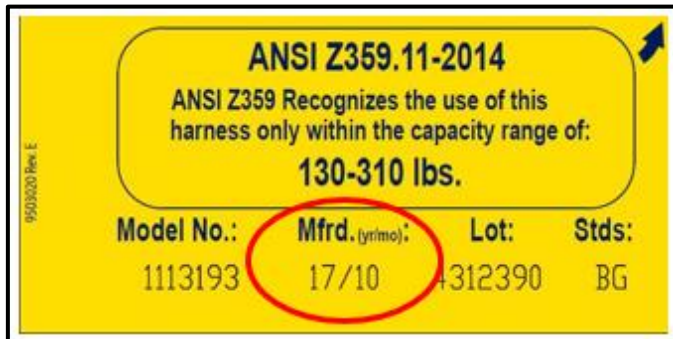 ANSI Z359.11-2014
ANSI Z359 Recognizes the use of this
harness only within the capacity range of:
130-310 lbs.
9503020 Rev. E
Model No.: Mfrd. (yr/mo): Lot: Stds:
1113193 17/10 4312390 BG